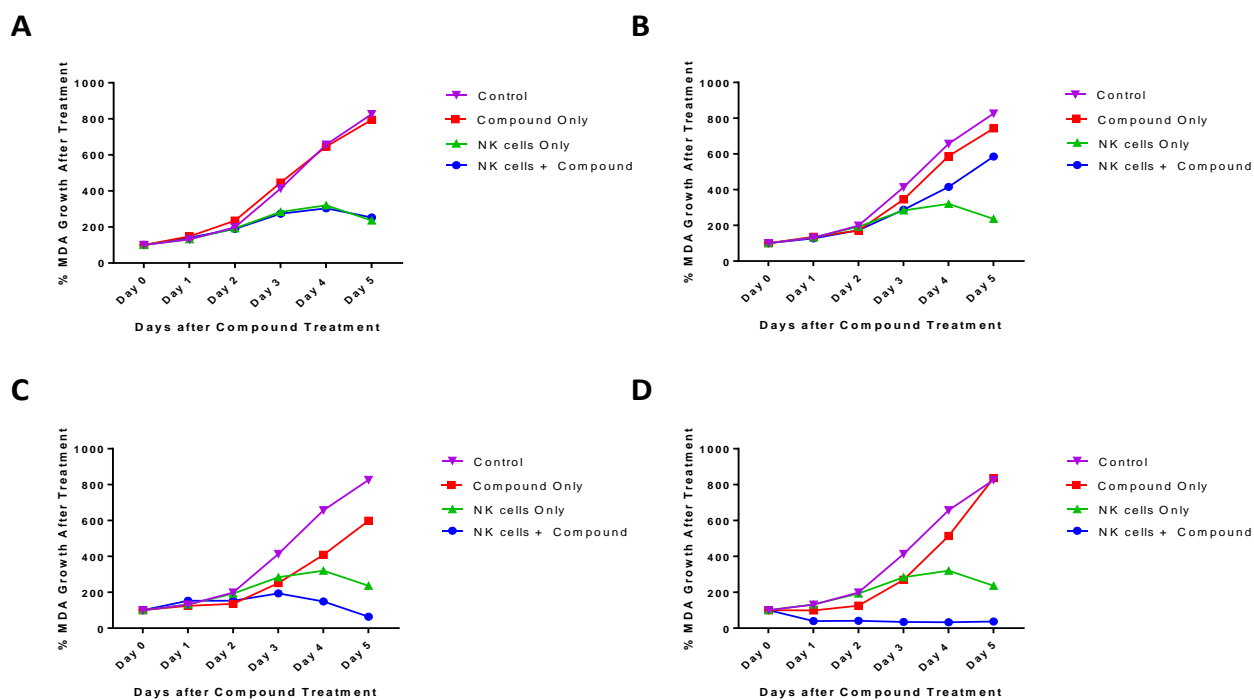 A
% MDA Growth After Treatment
1000
800
600
400
200
0
Day 0
Day 1
Day 2
Day 3
Day 4
Day 5
Days after Compound Treatment
Control
Compound Only
NK cells Only
NK cells + Compound
B
% MDA Growth After Treatment
1000
800
600
400
200
0
Day 0
Day 1
Day 2
Day 3
Day 4
Day 5
Days after Compound Treatment
Control
Compound Only
NK cells Only
NK cells + Compound
C
% MDA Growth After Treatment
1000
800
600
400
200
0
Day 0
Day 1
Day 2
Day 3
Day 4
Day 5
Days after Compound Treatment
Control
Compound Only
NK cells Only
NK cells + Compound
D
% MDA Growth After Treatment
1000
800
600
400
200
0
Day 0
Day 1
Day 2
Day 3
Day 4
Day 5
Days after Compound Treatment
Control
Compound Only
NK cells Only
NK cells + Compound